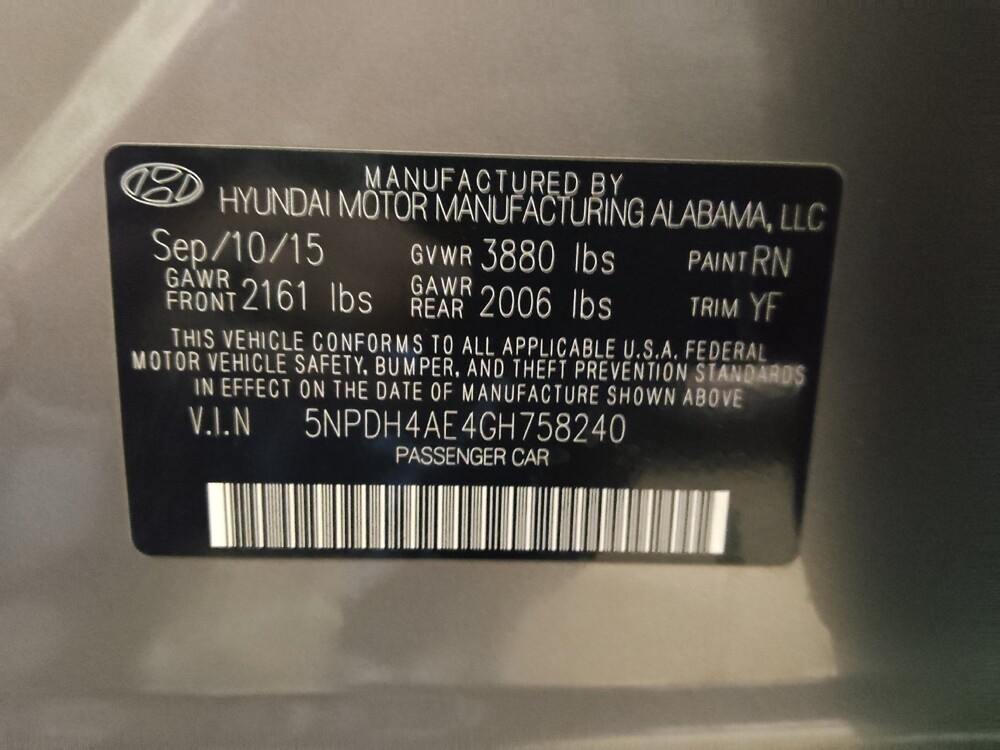 MANUFACTURED BY
HYUNDAI MOTOR MANUFACTURING ALABAMA, LLC
Sep/10/15 GVWR 3880 lbs PAINT RN
GAWR FRONT 2161 lbs GAWR REAR 2006 lbs TRIM YF
THIS VEHICLE CONFORMS TO ALL APPLICABLE U.S.A. FEDERAL
MOTOR VEHICLE SAFETY, BUMPER, AND THEFT PREVENTION STANDARDS
IN EFFECT ON THE DATE OF MANUFACTURE SHOWN ABOVE
V.I.N 5NPDH4AE4GH758240
PASSENGER CAR